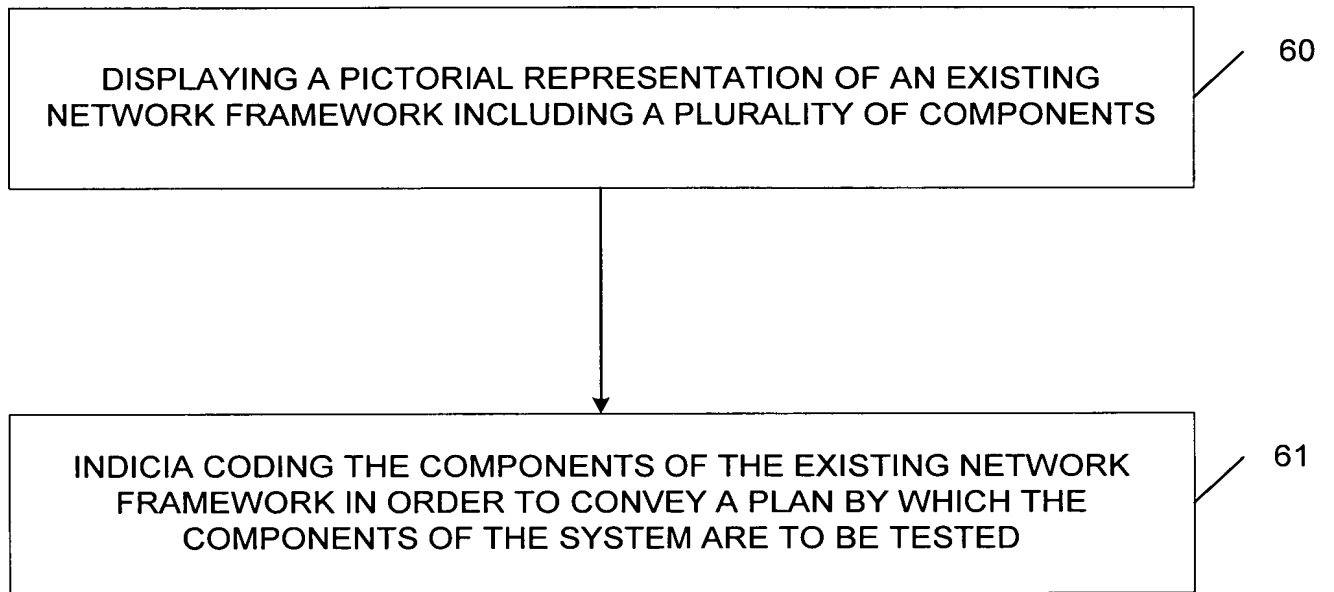 DISPLAYING A PICTORIAL REPRESENTATION OF AN EXISTING
NETWORK FRAMEWORK INCLUDING A PLURALITY OF COMPONENTS
60
INDICIA CODING THE COMPONENTS OF THE EXISTING NETWORK
FRAMEWORK IN ORDER TO CONVEY A PLAN BY WHICH THE
COMPONENTS OF THE SYSTEM ARE TO BE TESTED
61